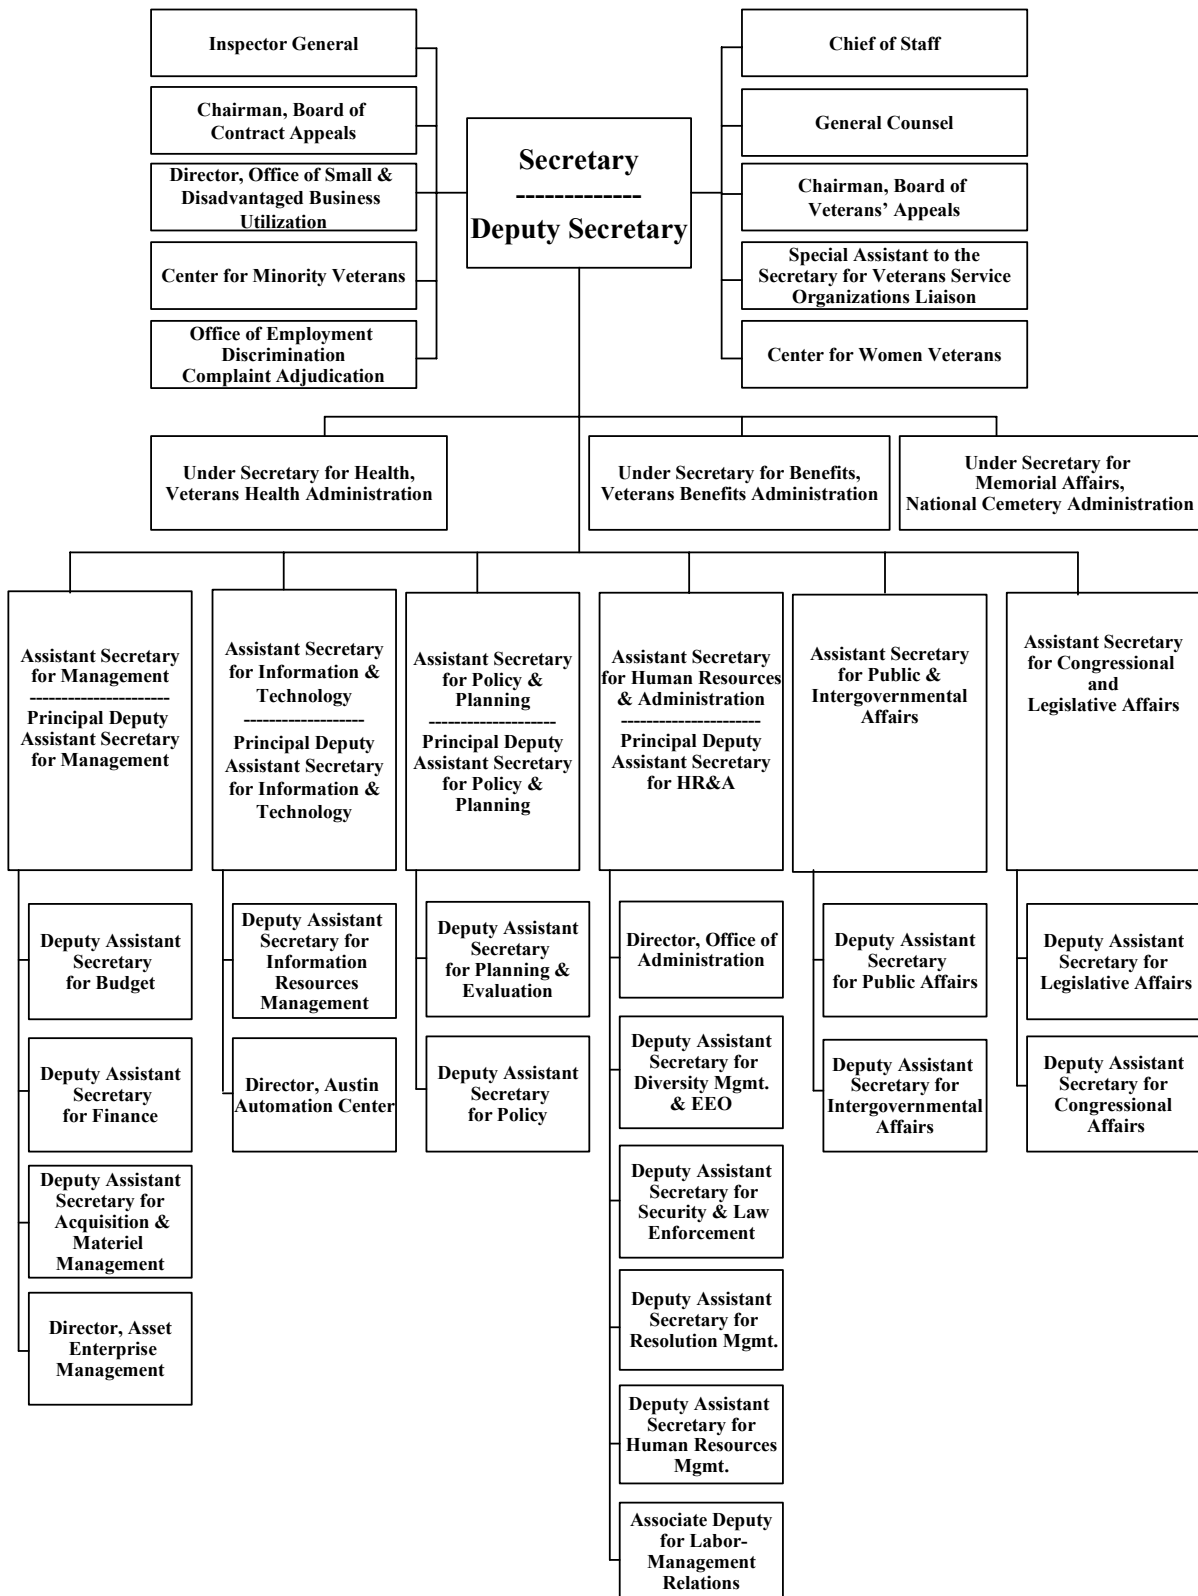 Inspector General
Chief of Staff
Chairman, Board of
Contract Appeals
General Counsel
Secretary
-------------
Deputy Secretary
Director, Office of Small &
Disadvantaged Business
Utilization
Chairman, Board of
Veterans’ Appeals
Center for Minority Veterans
Special Assistant to the
Secretary for Veterans Service
Organizations Liaison
Office of Employment
Discrimination
Complaint Adjudication
Center for Women Veterans
Under Secretary for Health,
Veterans Health Administration
Under Secretary for Benefits,
Veterans Benefits Administration
Under Secretary for
Memorial Affairs,
National Cemetery Administration
Assistant Secretary
for Management
----------------------
Principal Deputy
Assistant Secretary
for Management
Assistant Secretary
for Information &
Technology
-------------------
Principal Deputy
Assistant Secretary
for Information &
Technology
Assistant Secretary
for Policy &
Planning
--------------------
Principal Deputy
Assistant Secretary
for Policy &
Planning
Assistant Secretary
for Human Resources
& Administration
----------------------
Principal Deputy
Assistant Secretary
for HR&A
Assistant Secretary
for Public &
Intergovernmental
Affairs
Assistant Secretary
for Congressional
and
Legislative Affairs
Deputy Assistant
Secretary
for Budget
Deputy Assistant
Secretary for
Information
Resources
Management
Deputy Assistant
Secretary
for Planning &
Evaluation
Director, Office of
Administration
Deputy Assistant
Secretary
for Public Affairs
Deputy Assistant
Secretary for
Legislative Affairs
Deputy Assistant
Secretary
for Finance
Director, Austin
Automation Center
Deputy Assistant
Secretary
for Policy
Deputy Assistant
Secretary for
Diversity Mgmt.
& EEO
Deputy Assistant
Secretary for
Intergovernmental
Affairs
Deputy Assistant
Secretary for
Congressional
Affairs
Deputy Assistant
Secretary for
Acquisition &
Materiel
Management
Deputy Assistant
Secretary for
Security & Law
Enforcement
Director, Asset
Enterprise
Management
Deputy Assistant
Secretary for
Resolution Mgmt.
Deputy Assistant
Secretary for
Human Resources
Mgmt.
Associate Deputy
for Labor-
Management
Relations